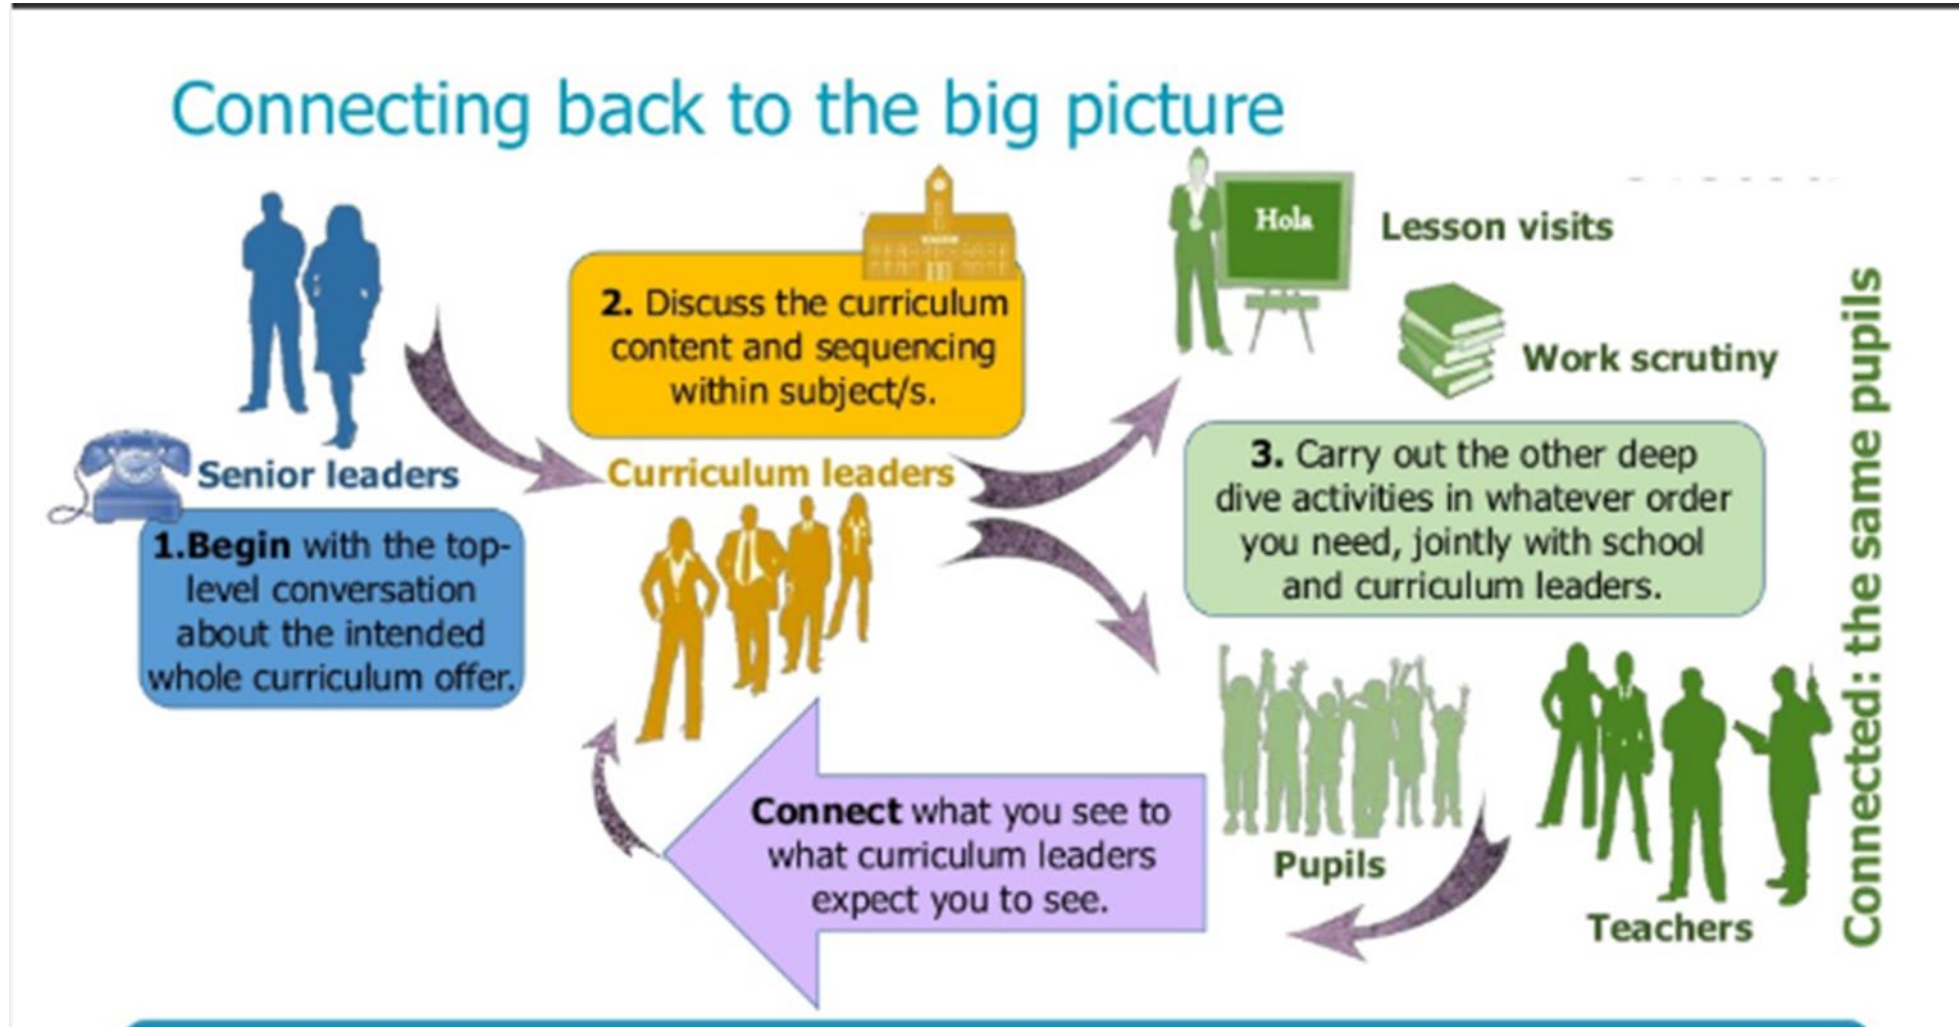 Connecting back to the big picture
Senior leaders
1.Begin with the top-
level conversation
about the intended
whole curriculum offer.
2. Discuss the curriculum
content and sequencing
within subject/s.
Curriculum leaders
Hola
Lesson visits
Work scrutiny
3. Carry out the other deep
dive activities in whatever order
you need, jointly with school
and curriculum leaders.
Pupils
Teachers
Connected: the same pupils
Connect what you see to
what curriculum leaders
expect you to see.